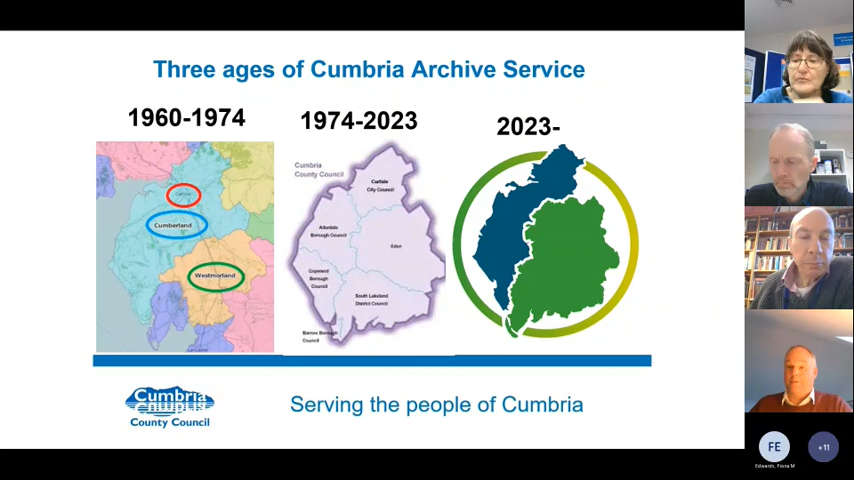 Three ages of Cumbria Archive Service
1960-1974
1974-2023
2023-
Carlisle
Cumberland
Westmorland
Cumbria
County Council
Carlisle
City Council
Allerdale
Borough Council
Eden
Copeland
Borough
Council
South Lakeland
District Council
Barrow Borough
Council
Cumbria
County Council
Serving the people of Cumbria
FE
+11
Edwards, Fiona M